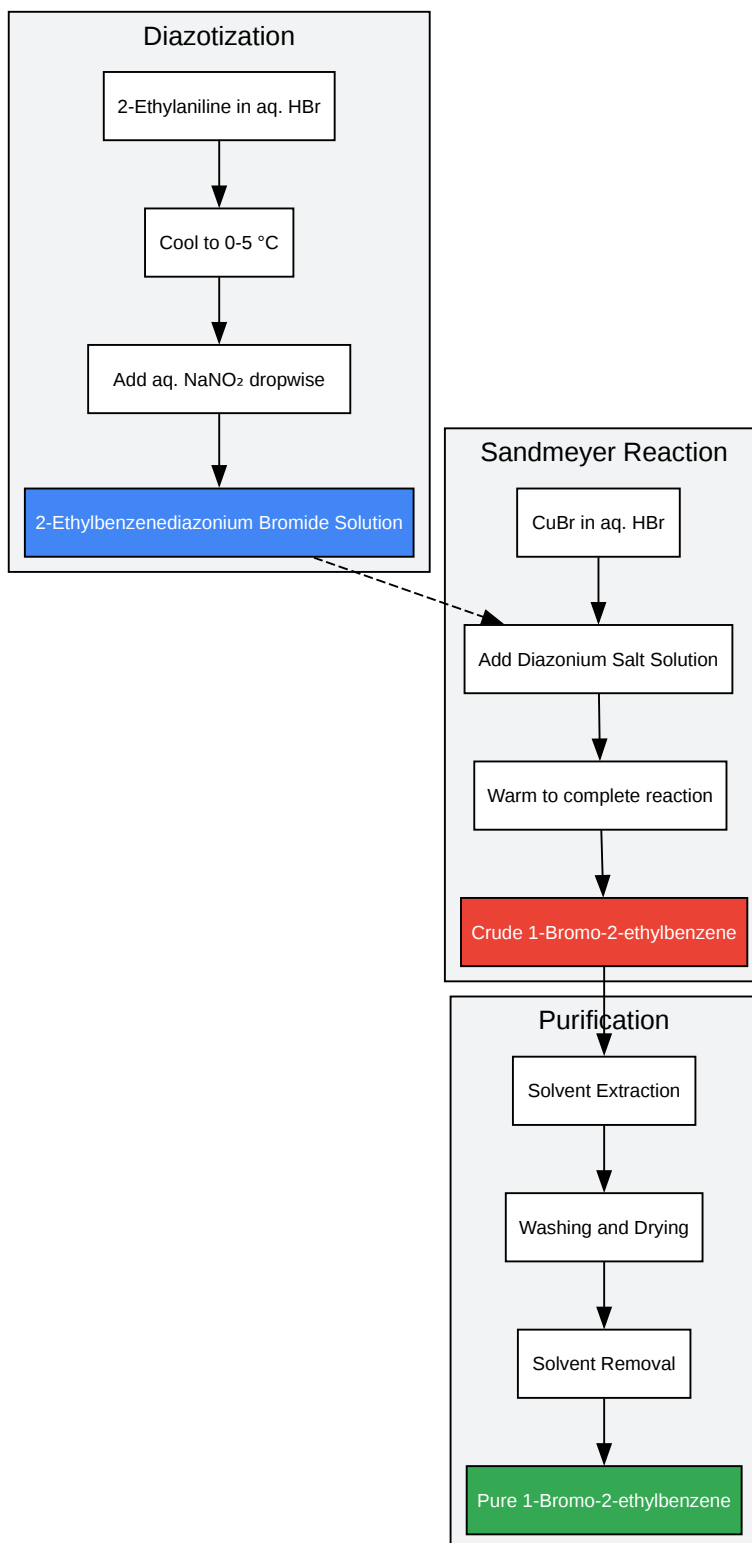 Diazotization
2-Ethylaniline in aq. HBr
Cool to 0-5 °C
Add aq. NaNO₂ dropwise
2-Ethylbenzenediazonium Bromide Solution
Sandmeyer Reaction
CuBr in aq. HBr
Add Diazonium Salt Solution
Warm to complete reaction
Crude 1-Bromo-2-ethylbenzene
Purification
Solvent Extraction
Washing and Drying
Solvent Removal
Pure 1-Bromo-2-ethylbenzene